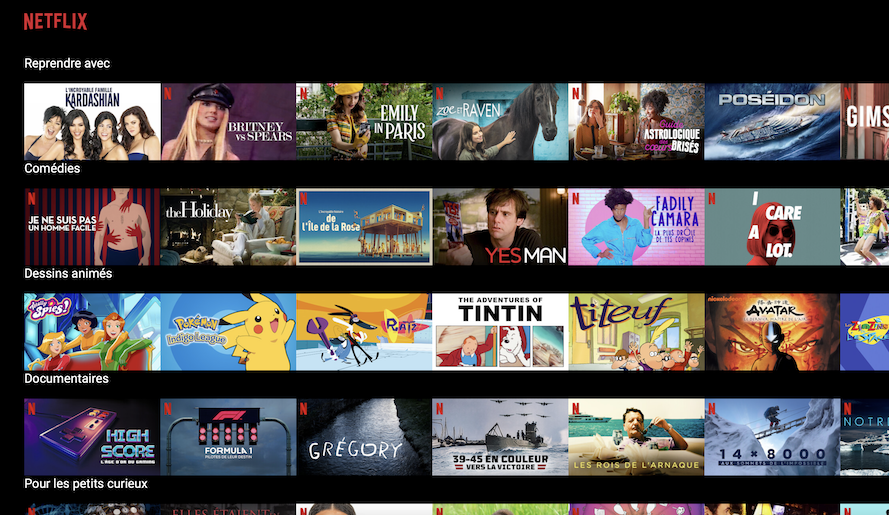 NETFLIX
Reprendre avec
L'INCROYABLE FAMILLE
KARDASHIAN
BRITNEY
VS SPEARS
EMILY
IN PARIS
ZOE ET RAVEN
Guide
ASTROLOGIQUE
des
COEURS BRISÉS
POSÉIDON
GIMS
Comédies
JE NE SUIS PAS
UN HOMME FACILE
the Holiday
L'Incroyable Histoire
de
l'Île de la Rosa
YES MAN
FADILY
CAMARA
LA PLUS DRÔLE
DE TES COPINES
I
CARE
A
LOT.
Dessins animés
Totally
Spies!
POKÉMON
Indigo League
RATZ
THE ADVENTURES OF
TINTIN
titeuf
nickelodeon
AVATAR
Documentaires
HIGH
SCORE
L'ÂGE D'OR DU GAMING
FORMULA 1
PILOTES DE LEUR DESTIN
GRÉGORY
39-45 EN COULEUR
VERS LA VICTOIRE
LES ROIS DE L'ARNAQUE
14×8000
AUX SOMMETS DE L'IMPOSSIBLE
NOTR
Pour les petits curieux
ELLES ÉTAIENT